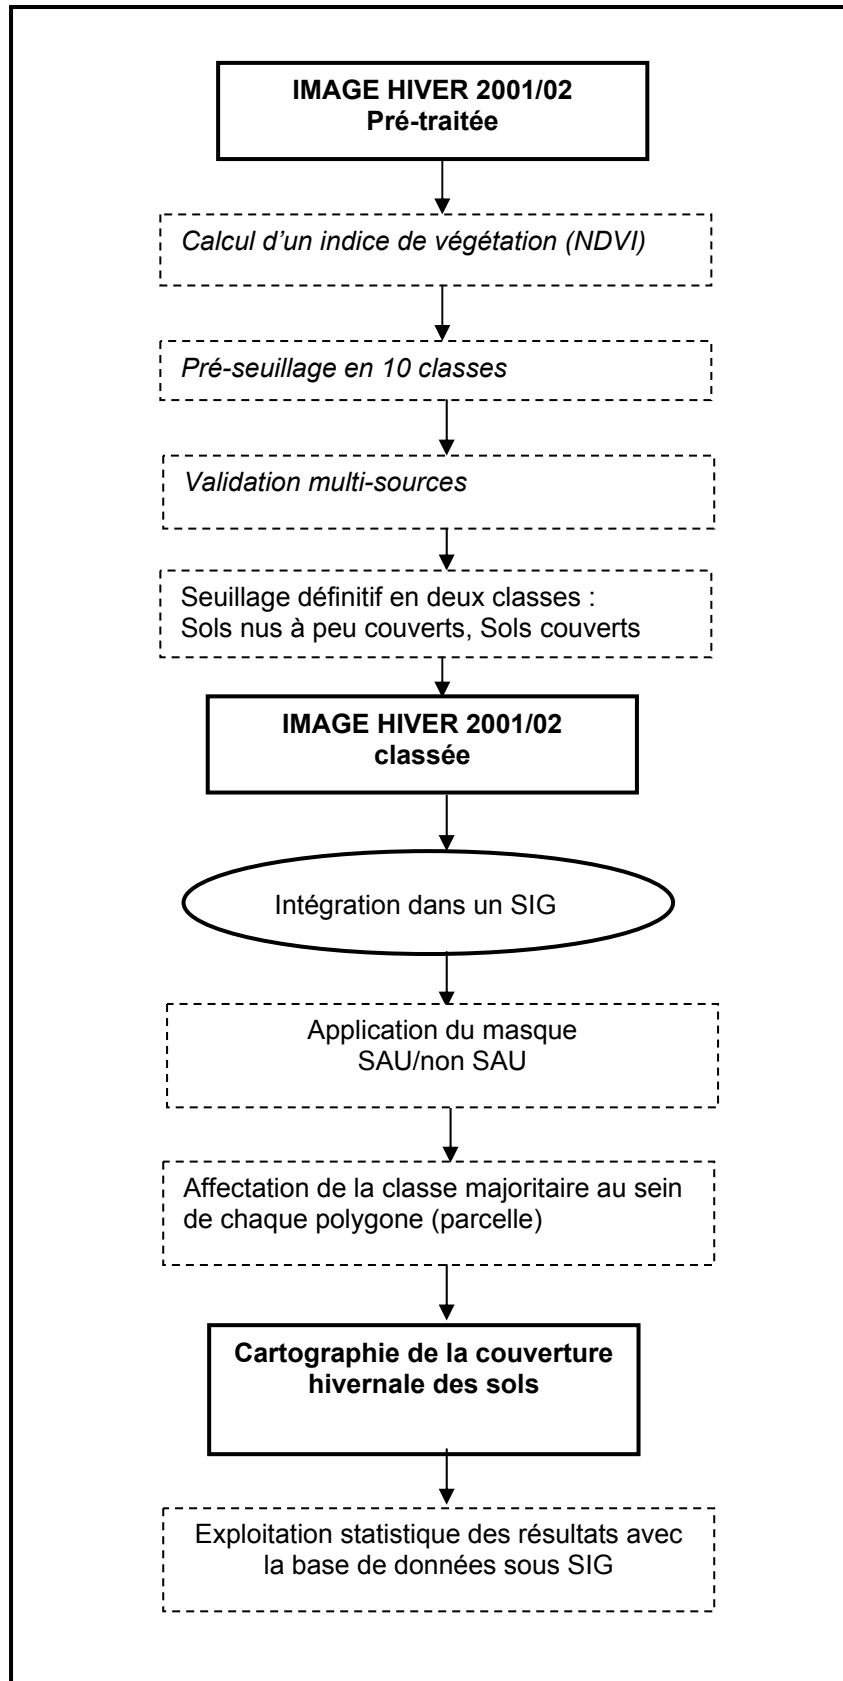 IMAGE HIVER 2001/02
Pré-traitée
Calcul d’un indice de végétation (NDVI)
Pré-seuillage en 10 classes
Validation multi-sources
Seuillage définitif en deux classes :
Sols nus à peu couverts, Sols couverts
IMAGE HIVER 2001/02
classée
Intégration dans un SIG
Application du masque
SAU/non SAU
Affectation de la classe majoritaire au sein
de chaque polygone (parcelle)
Cartographie de la couverture
hivernale des sols
Exploitation statistique des résultats avec
la base de données sous SIG